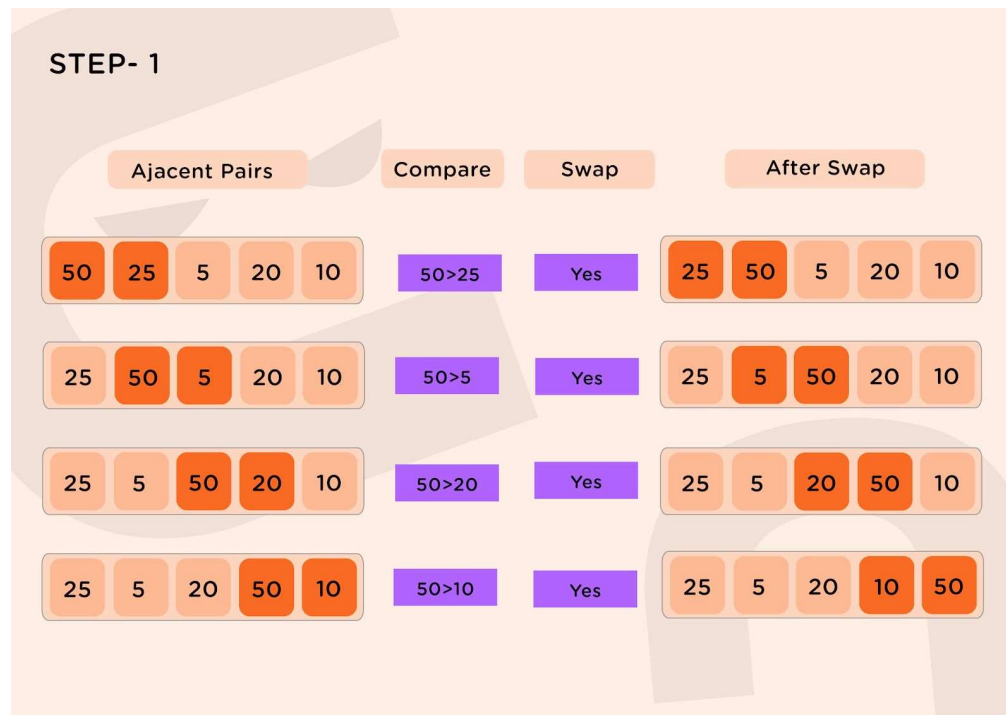 STEP- 1
Ajacent Pairs Compare Swap After Swap
50 25 5 20 10 50>25 Yes 25 50 5 20 10
25 50 5 20 10 50>5 Yes 25 5 50 20 10
25 5 50 20 10 50>20 Yes 25 5 20 50 10
25 5 20 50 10 50>10 Yes 25 5 20 10 50